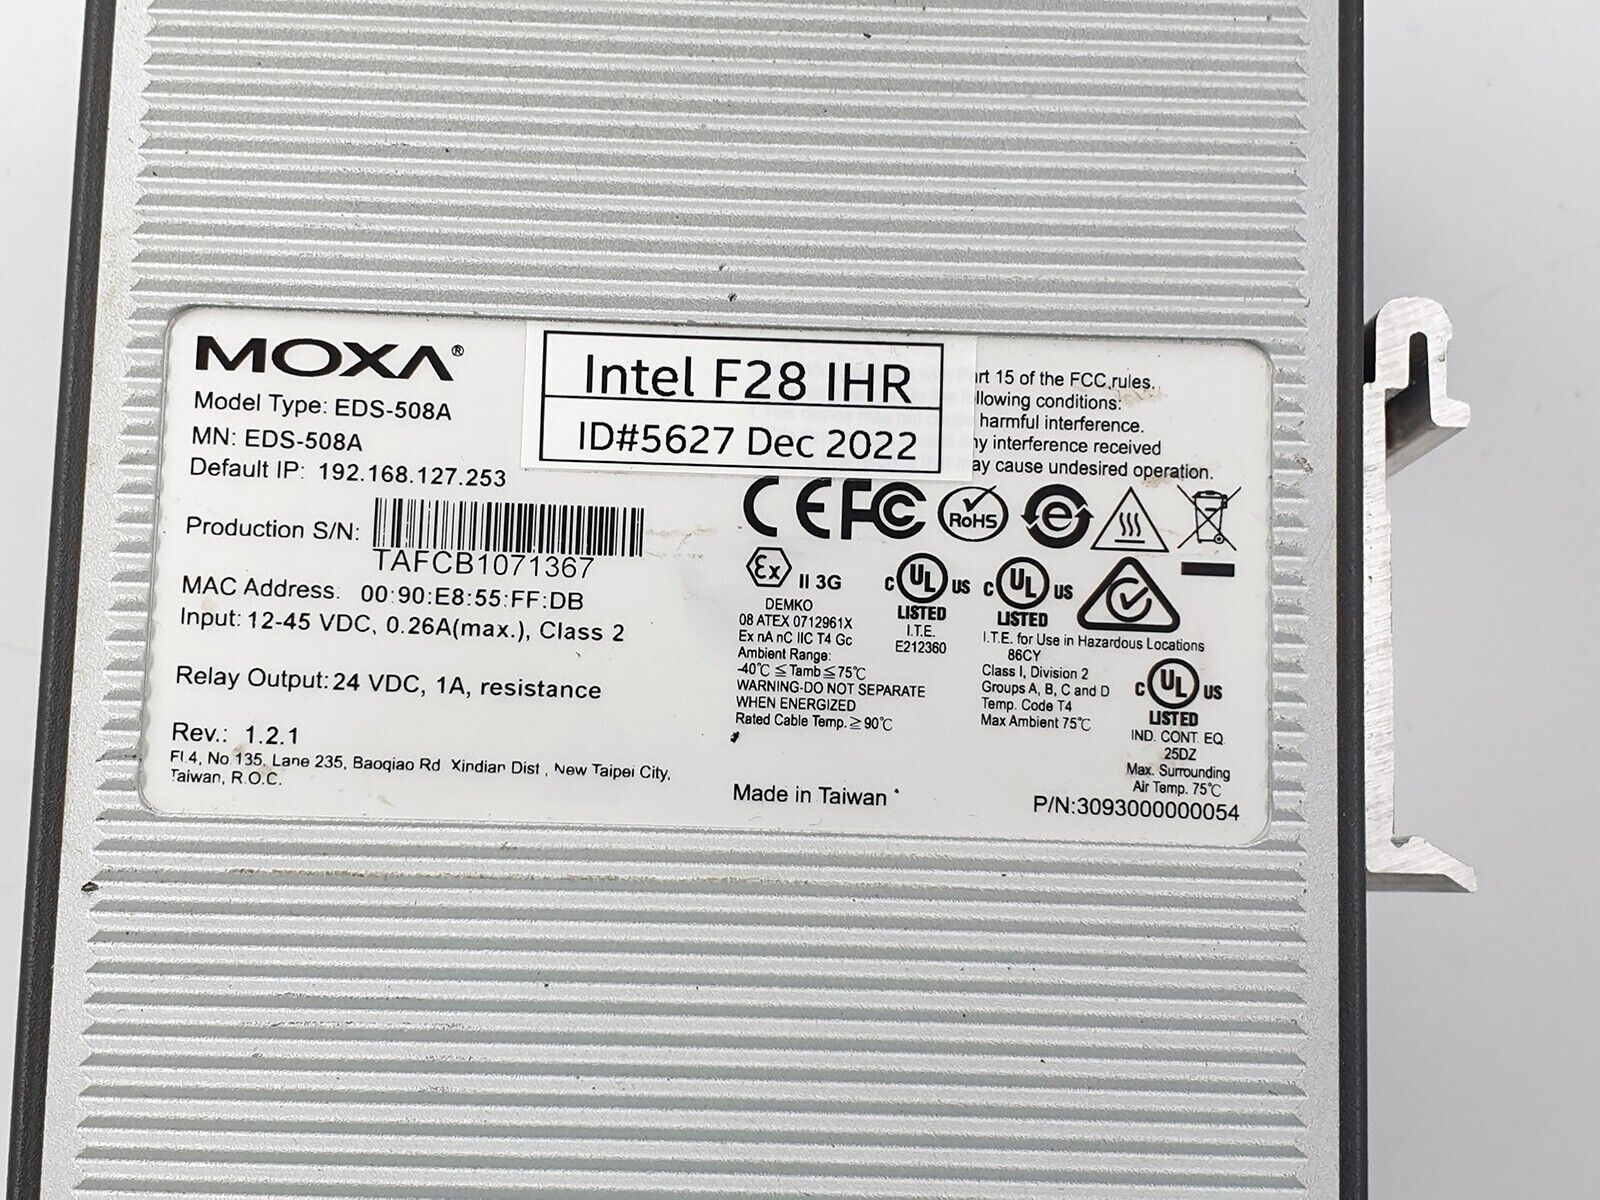 MOXA®
Model Type: EDS-508A
MN: EDS-508A
Default IP: 192.168.127.253
Intel F28 IHR
ID#5627 Dec 2022
15 of the FCC rules.
conditions:
harmful interference.
interference received
cause undesired operation.
Production S/N:
TAFCB1071367
MAC Address: 00:90:E8:55:FF:DB
Input: 12-45 VDC, 0.26A(max.), Class 2
Relay Output: 24 VDC, 1A, resistance
Rev.: 1.2.1
Fl.4, No.135, Lane 235, Baoqiao Rd. Xindian Dist., New Taipei City,
Taiwan, R.O.C.
CE FC RoHS e
Ex II 3G
DEMKO
08 ATEX 0712961X
Ex nA nC IIC T4 Gc
Ambient Range:
-40℃ ≦ Tamb ≦ 75℃
WARNING-DO NOT SEPARATE
WHEN ENERGIZED
Rated Cable Temp. ≧ 90℃
Made in Taiwan
C UL US
LISTED
I.T.E.
E212360
C UL US
LISTED
I.T.E. for Use in Hazardous Locations
86CY
Class I, Division 2
Groups A, B, C and D
Temp. Code T4
Max Ambient 75℃
C UL US
LISTED
IND. CONT. EQ.
25DZ
Max. Surrounding
Air Temp. 75℃
P/N:3093000000054